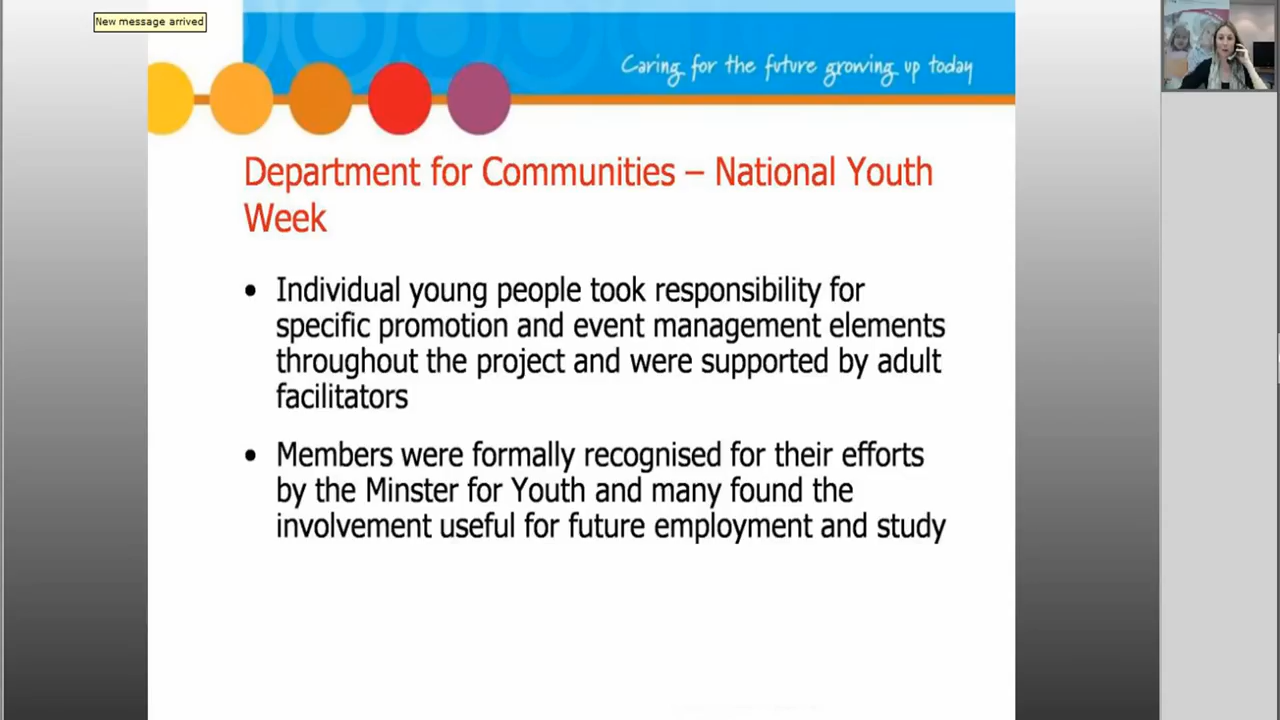 New message arrived
Caring for the future growing up today
Department for Communities – National Youth
Week
• Individual young people took responsibility for
specific promotion and event management elements
throughout the project and were supported by adult
facilitators
• Members were formally recognised for their efforts
by the Minster for Youth and many found the
involvement useful for future employment and study